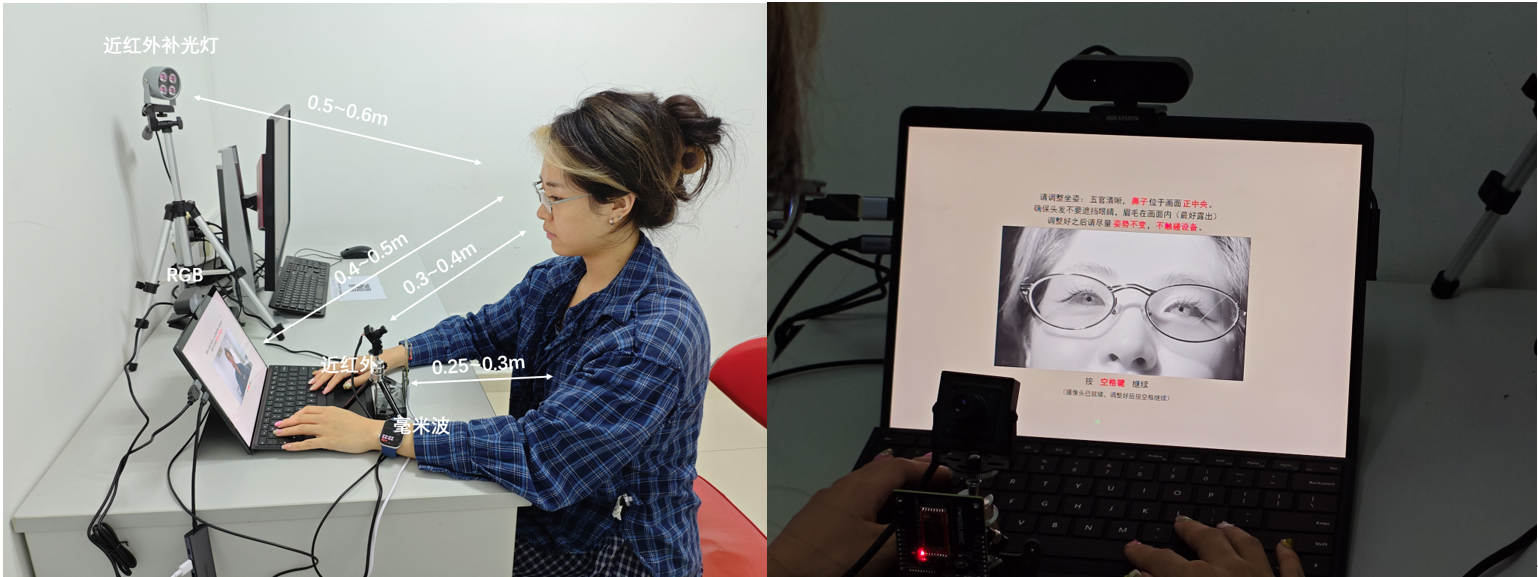 近红外补光灯
0.5~0.6m
RGB
0.4~0.5m
0.3~0.4m
近红外
0.25~0.3m
毫米波
HIKVISION
请调整坐姿：五官清晰，鼻子位于画面正中央。
确保头发不要遮挡眼睛，眉毛在画面内（最好露出）
调整好之后请尽量姿势不变，不触碰设备。
按 空格键 继续
（摄像头已就绪，调整好后按空格继续）
R T Y U I O P
F G H J K
V B N M